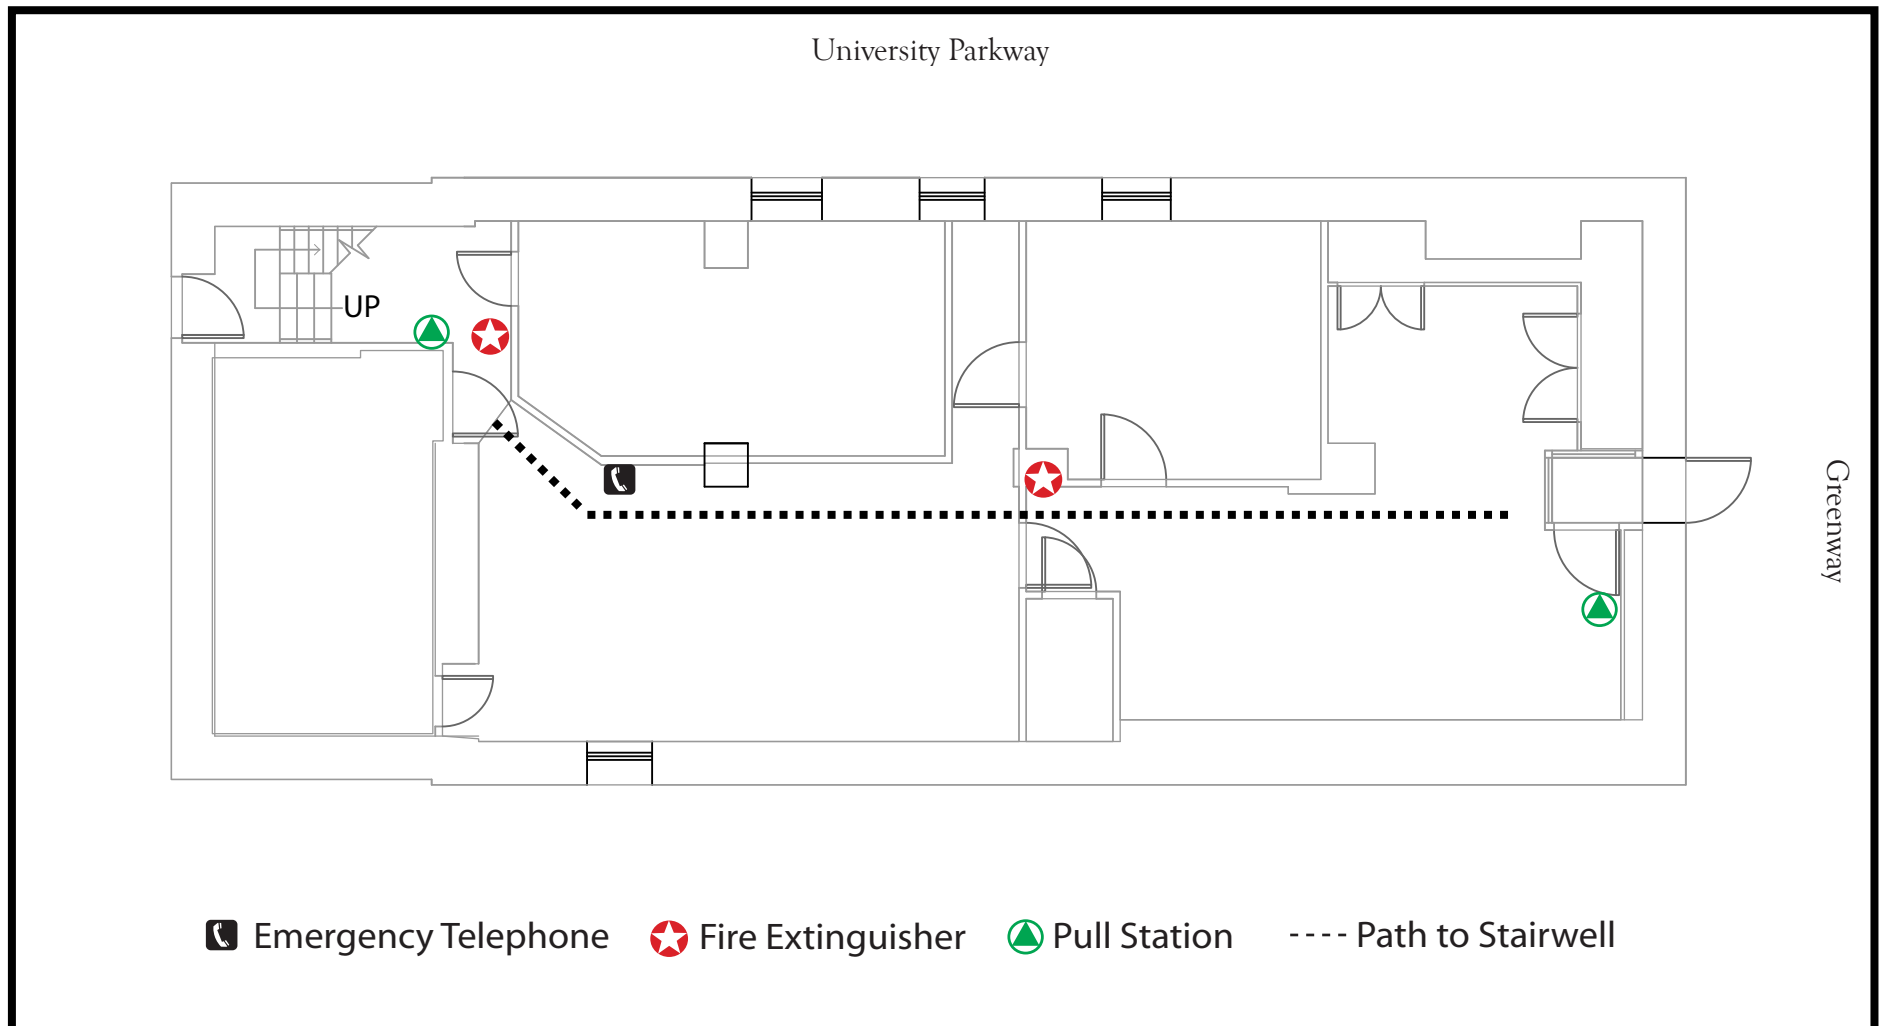 University Parkway
UP
Greenway
Emergency Telephone
Fire Extinguisher
Pull Station
---- Path to Stairwell